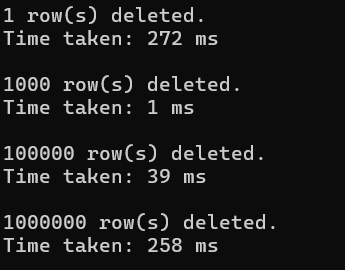 1 row(s) deleted.
Time taken: 272 ms
1000 row(s) deleted.
Time taken: 1 ms
100000 row(s) deleted.
Time taken: 39 ms
1000000 row(s) deleted.
Time taken: 258 ms